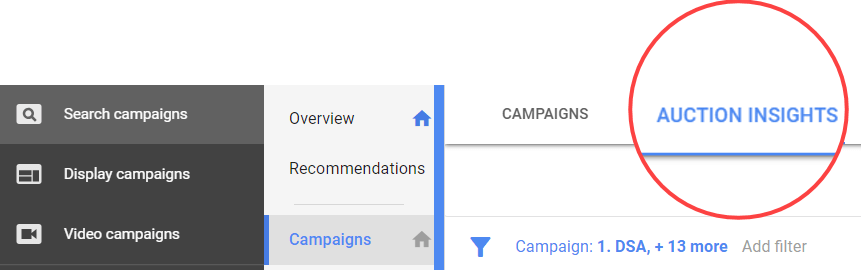 Search campaigns
Display campaigns
Video campaigns
Overview
Recommendations
Campaigns
CAMPAIGNS
AUCTION INSIGHTS
Campaign: 1. DSA, + 13 more Add filter